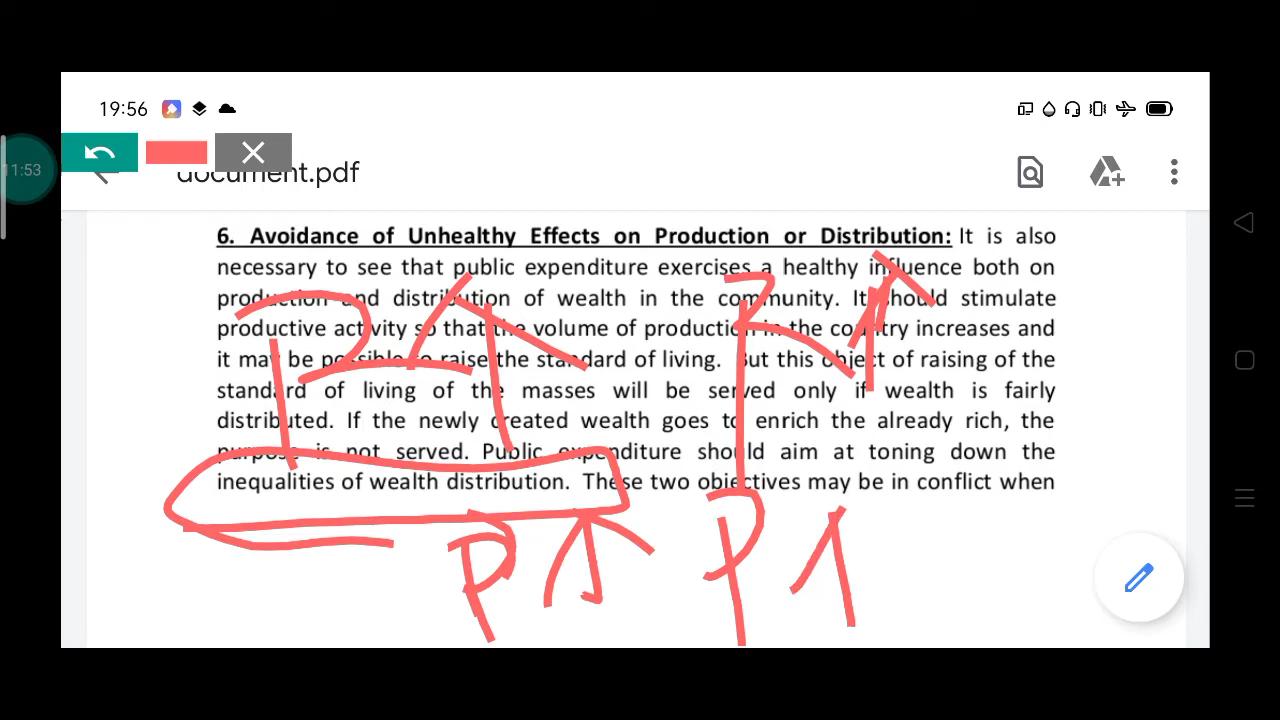 19:56
11:53
document.pdf
6. Avoidance of Unhealthy Effects on Production or Distribution: It is also
necessary to see that public expenditure exercises a healthy influence both on
production and distribution of wealth in the community. It should stimulate
productive activity so that the volume of production in the country increases and
it may be possible to raise the standard of living. But this object of raising of the
standard of living of the masses will be served only if wealth is fairly
distributed. If the newly created wealth goes to enrich the already rich, the
purpose is not served. Public expenditure should aim at toning down the
inequalities of wealth distribution. These two objectives may be in conflict when
P↑ R↑
P↑ P↑